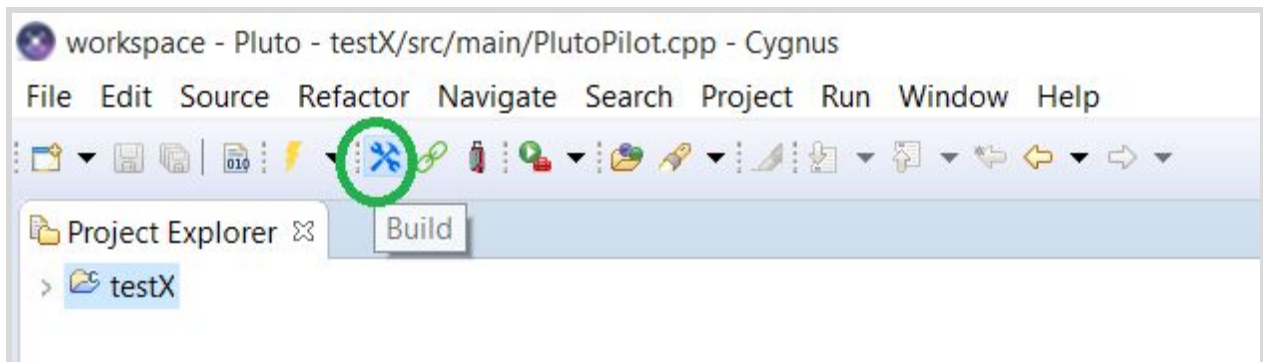 workspace - Pluto - testX/src/main/PlutoPilot.cpp - Cygnus
File Edit Source Refactor Navigate Search Project Run Window Help
010
Project Explorer
Build
testX